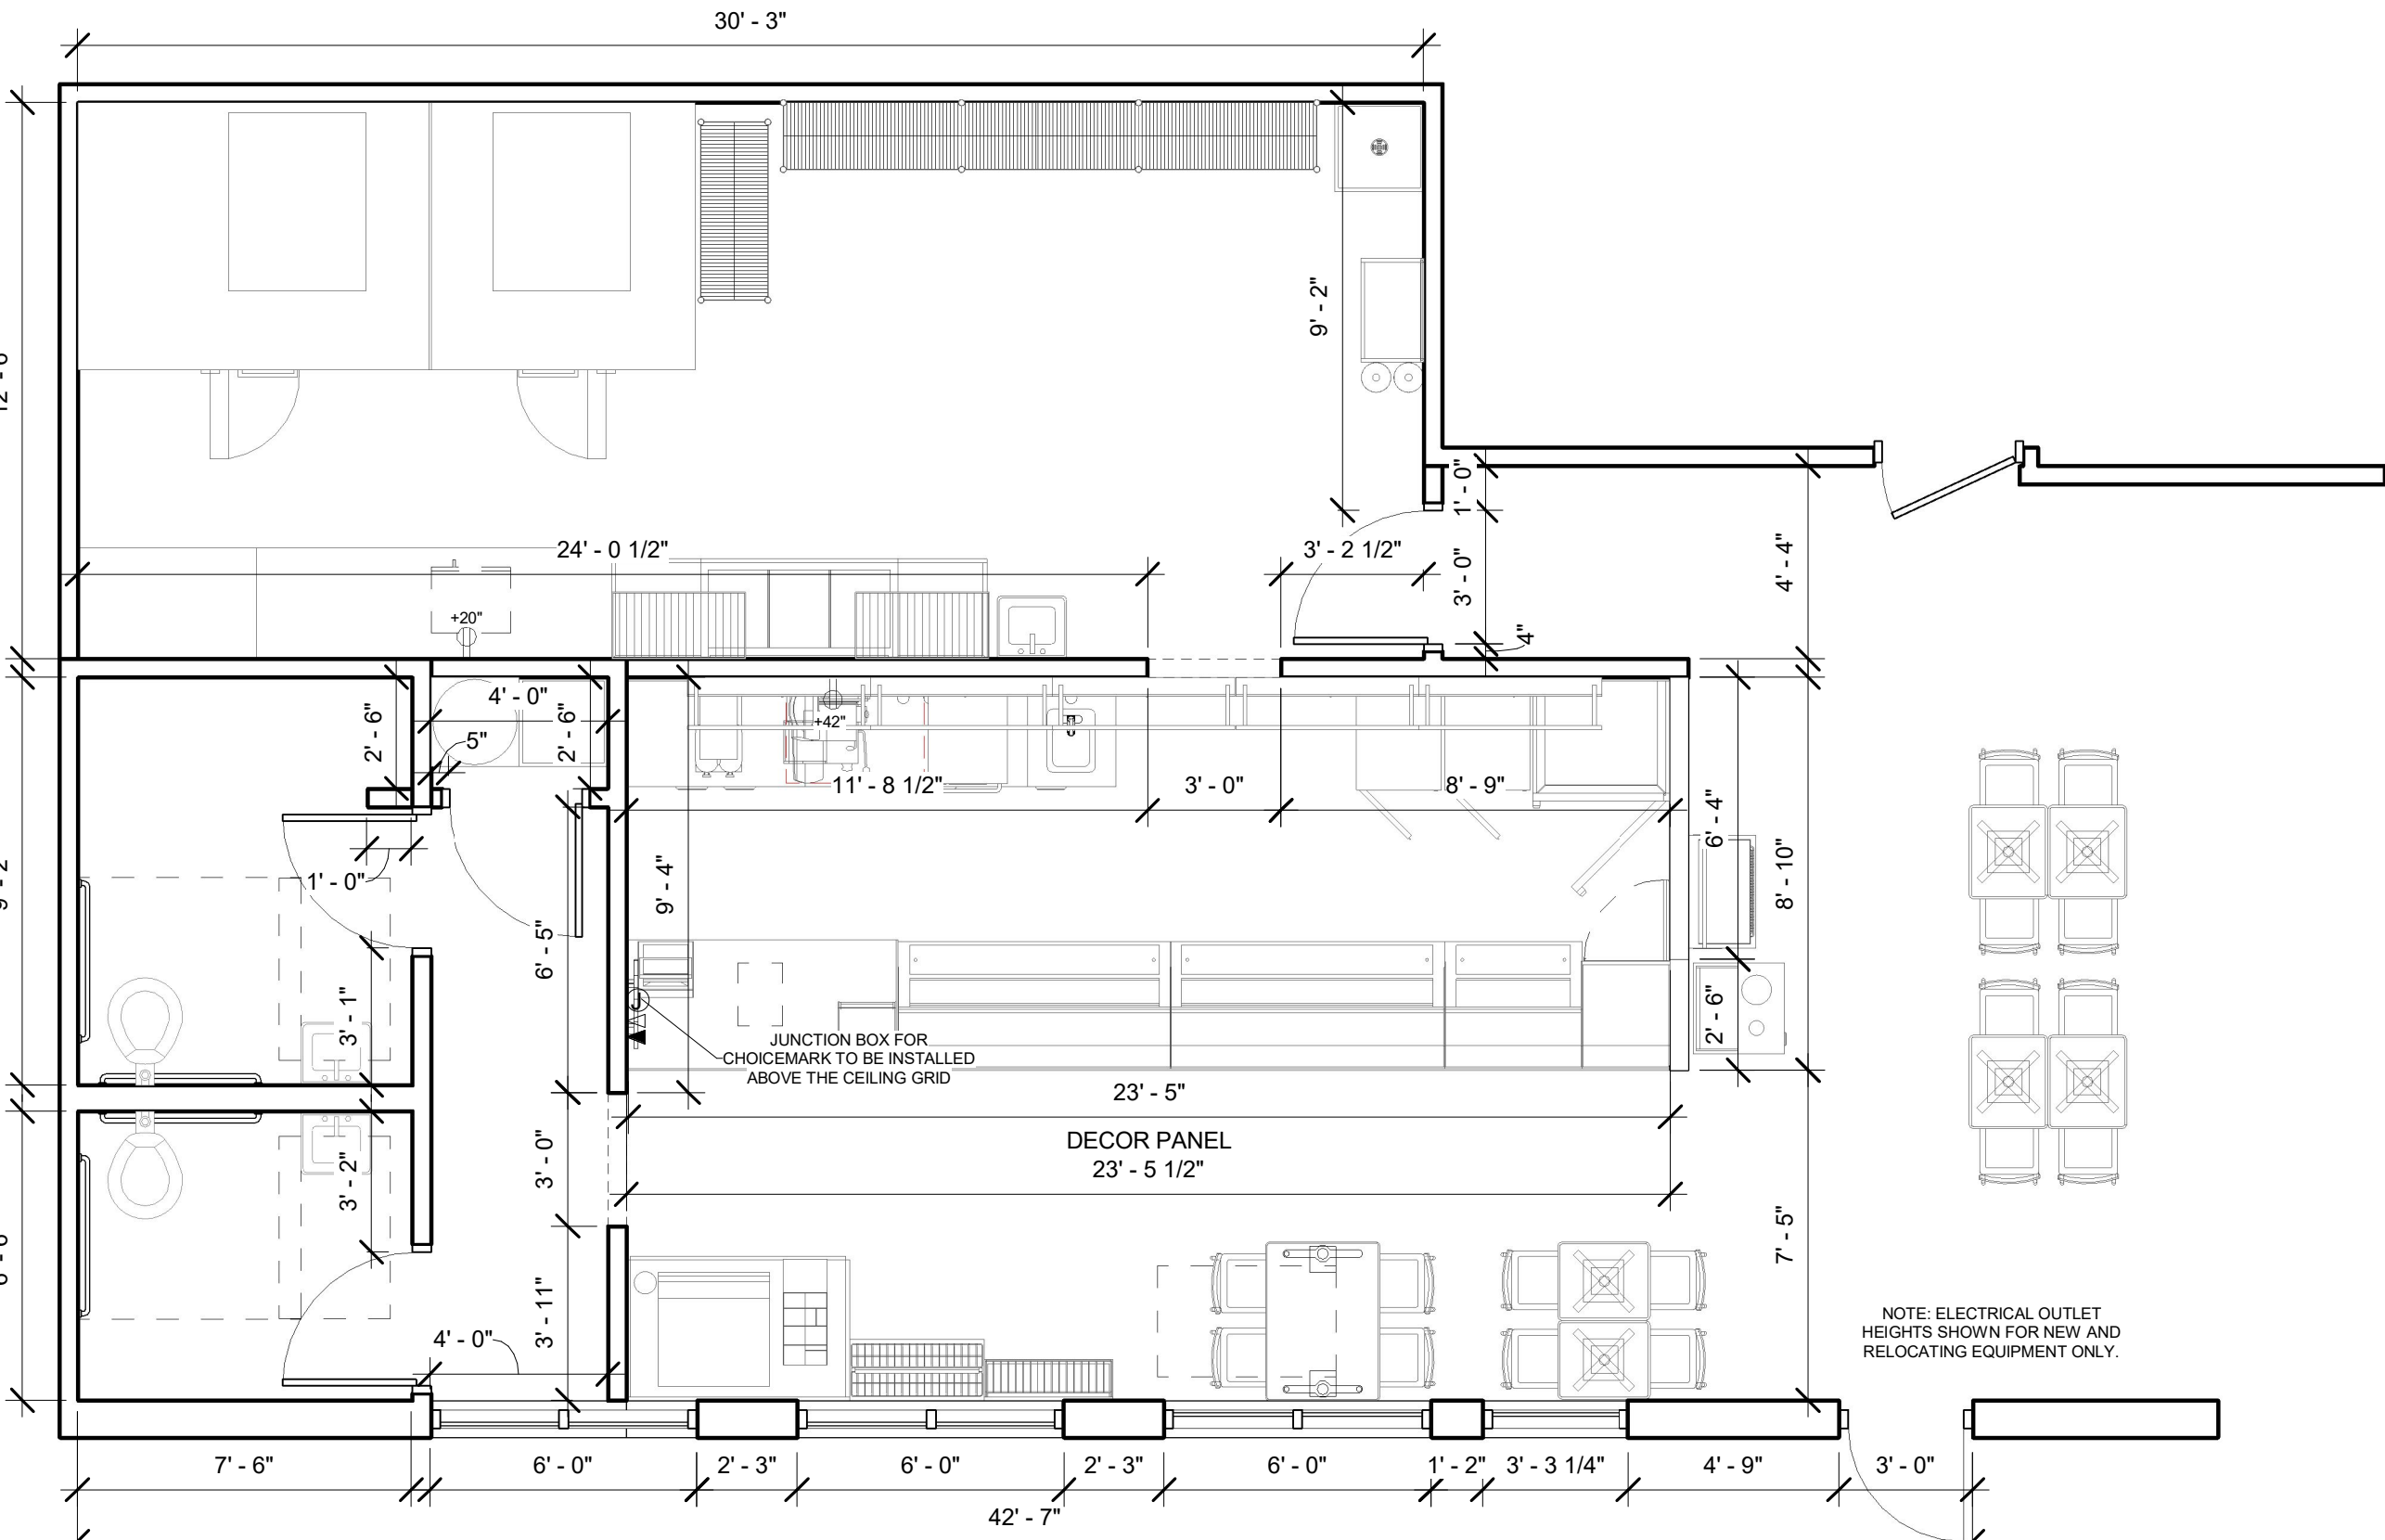 30' - 3"
9' - 2"
1' - 0"
24' - 0 1/2"
3' - 2 1/2"
3' - 0"
4' - 4"
+20"
4"
4' - 0"
2' - 6"
2' - 6"
5"
+42"
11' - 8 1/2"
3' - 0"
8' - 9"
6' - 4"
8' - 10"
1' - 0"
9' - 4"
6' - 5"
3' - 1"
J
2' - 6"
JUNCTION BOX FOR
CHOICEMARK TO BE INSTALLED
ABOVE THE CEILING GRID
23' - 5"
DECOR PANEL
23' - 5 1/2"
3' - 0"
3' - 2"
7' - 5"
3' - 11"
4' - 0"
NOTE: ELECTRICAL OUTLET
HEIGHTS SHOWN FOR NEW AND
RELOCATING EQUIPMENT ONLY.
7' - 6"
6' - 0"
2' - 3"
6' - 0"
2' - 3"
6' - 0"
1' - 2"
3' - 3 1/4"
4' - 9"
3' - 0"
42' - 7"